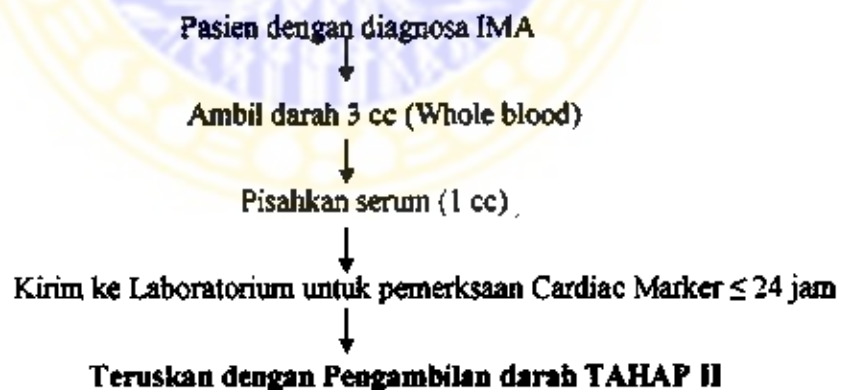 Pasien dengan diagnosa IMA
Ambil darah 3 cc (Whole blood)
Pisahkan serum (1 cc)
Kirim ke Laboratorium untuk pemerksaan Cardiac Marker ≤ 24 jam
Teruskan dengan Pengambilan darah TAHAP II